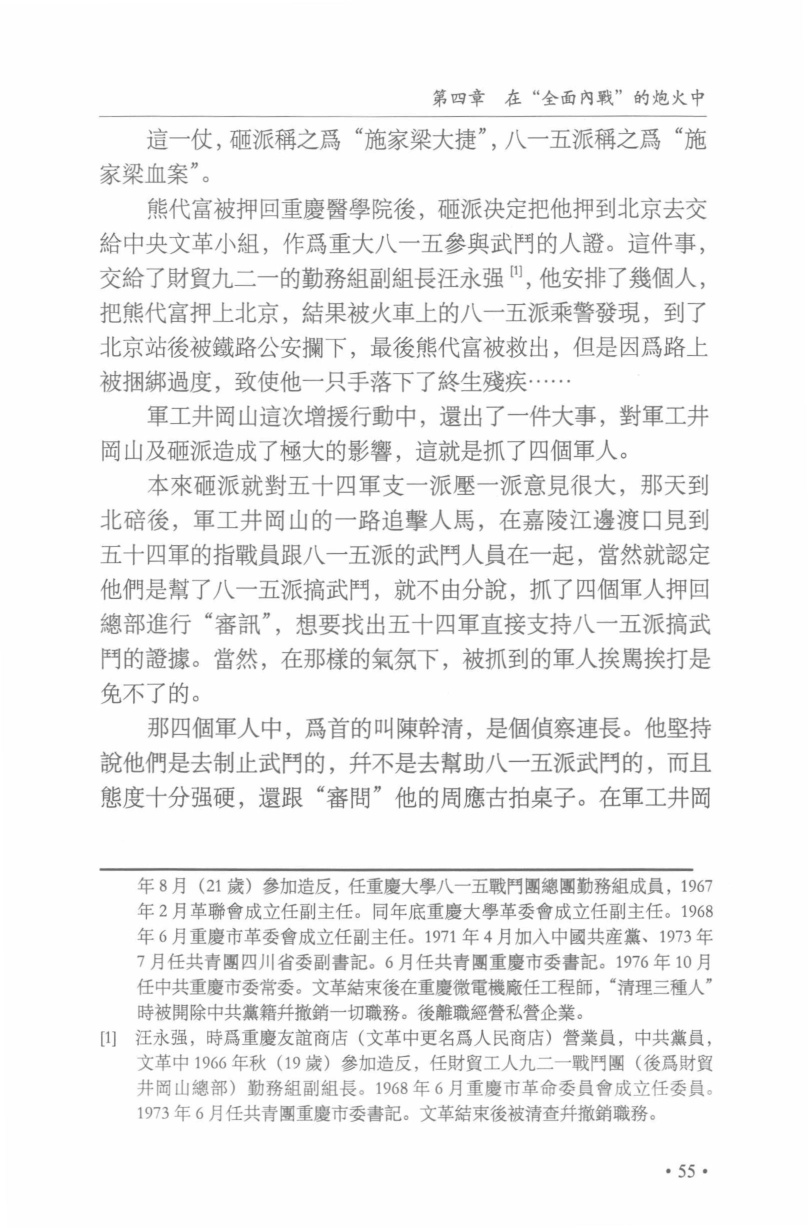 第四章　在“全面內戰”的炮火中
這一仗，砸派稱之爲“施家梁大捷”，八一五派稱之爲“施
家梁血案”。
熊代富被押回重慶醫學院後，砸派决定把他押到北京去交
給中央文革小組，作爲重大八一五參與武鬥的人證。這件事，
交給了財貿九二一的勤務組副組長汪永强 [1]，他安排了幾個人，
把熊代富押上北京，結果被火車上的八一五派乘警發現，到了
北京站後被鐵路公安攔下，最後熊代富被救出，但是因爲路上
被捆綁過度，致使他一只手落下了終生殘疾……
軍工井岡山這次增援行動中，還出了一件大事，對軍工井
岡山及砸派造成了極大的影響，這就是抓了四個軍人。
本來砸派就對五十四軍支一派壓一派意見很大，那天到
北碚後，軍工井岡山的一路追擊人馬，在嘉陵江邊渡口見到
五十四軍的指戰員跟八一五派的武鬥人員在一起，當然就認定
他們是幫了八一五派搞武鬥，就不由分說，抓了四個軍人押回
總部進行“審訊”，想要找出五十四軍直接支持八一五派搞武
鬥的證據。當然，在那樣的氣氛下，被抓到的軍人挨駡挨打是
免不了的。
那四個軍人中，爲首的叫陳幹清，是個偵察連長。他堅持
說他們是去制止武鬥的，幷不是去幫助八一五派武鬥的，而且
態度十分强硬，還跟“審問”他的周應古拍桌子。在軍工井岡
年 8 月（21 歲）參加造反，任重慶大學八一五戰鬥團總團勤務組成員，1967
年 2 月革聯會成立任副主任。同年底重慶大學革委會成立任副主任。1968
年 6 月重慶市革委會成立任副主任。1971 年 4 月加入中國共産黨、1973 年
7 月任共青團四川省委副書記。6 月任共青團重慶市委書記。1976 年 10 月
任中共重慶市委常委。文革結束後在重慶微電機廠任工程師，“清理三種人”
時被開除中共黨籍幷撤銷一切職務。後離職經營私營企業。
[1]　汪永强，時爲重慶友誼商店（文革中更名爲人民商店）營業員，中共黨員，
文革中 1966 年秋（19 歲）參加造反，任財貿工人九二一戰鬥團（後爲財貿
井岡山總部）勤務組副組長。1968 年 6 月重慶市革命委員會成立任委員。
1973 年 6 月任共青團重慶市委書記。文革結束後被清查幷撤銷職務。
• 55 •